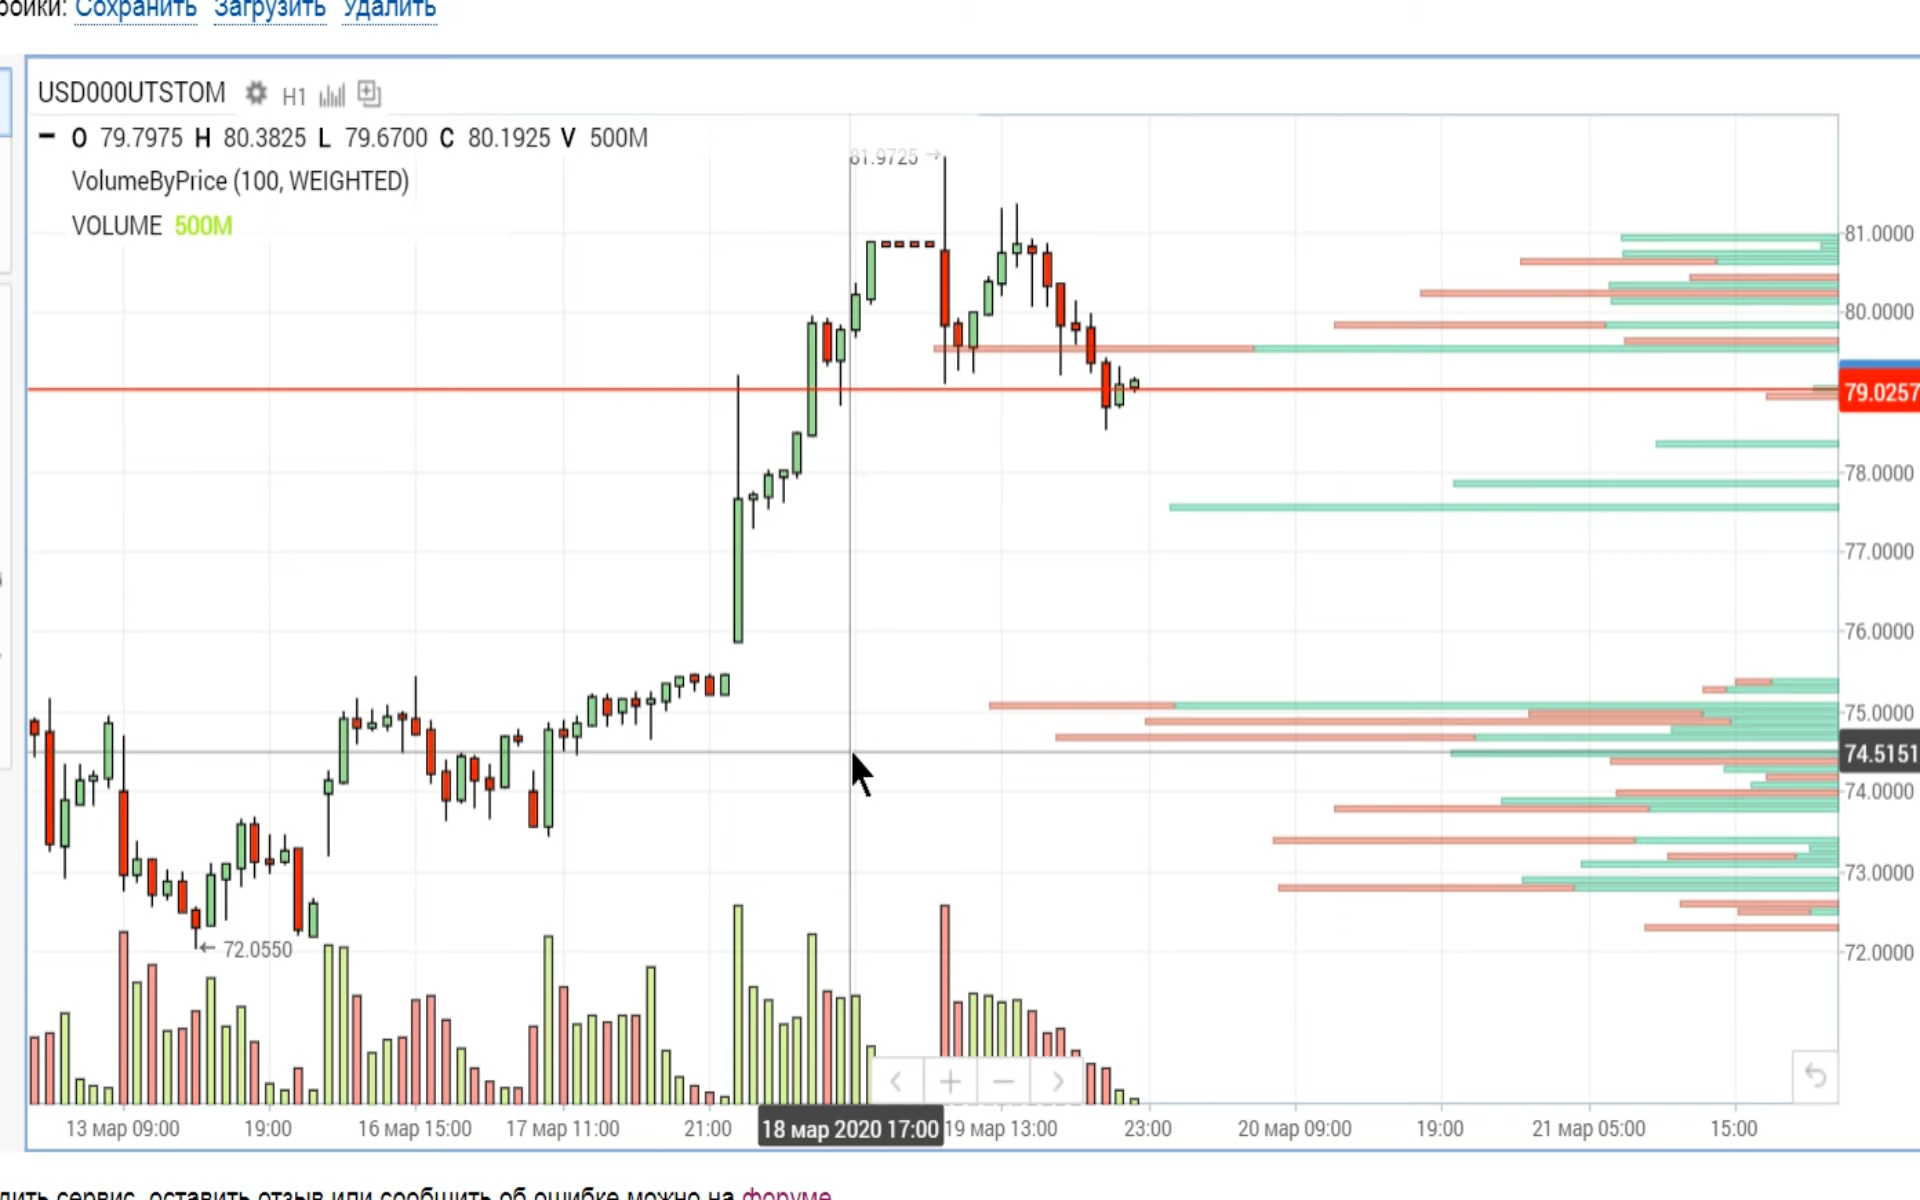 Сохранить Загрузить Удалить
USD000UTSTOM H1
O 79.7975 H 80.3825 L 79.6700 C 80.1925 V 500M
VolumeByPrice (100, WEIGHTED)
VOLUME 500M
81.9725 →
81.0000
80.0000
79.0257
78.0000
77.0000
76.0000
75.0000
74.5151
74.0000
73.0000
← 72.0550
72.0000
13 мар 09:00 19:00 16 мар 15:00 17 мар 11:00 21:00 18 мар 2020 17:00 19 мар 13:00 23:00 20 мар 09:00 19:00 21 мар 05:00 15:00
сервис, оставить отзыв или сообщить об ошибке можно на форуме